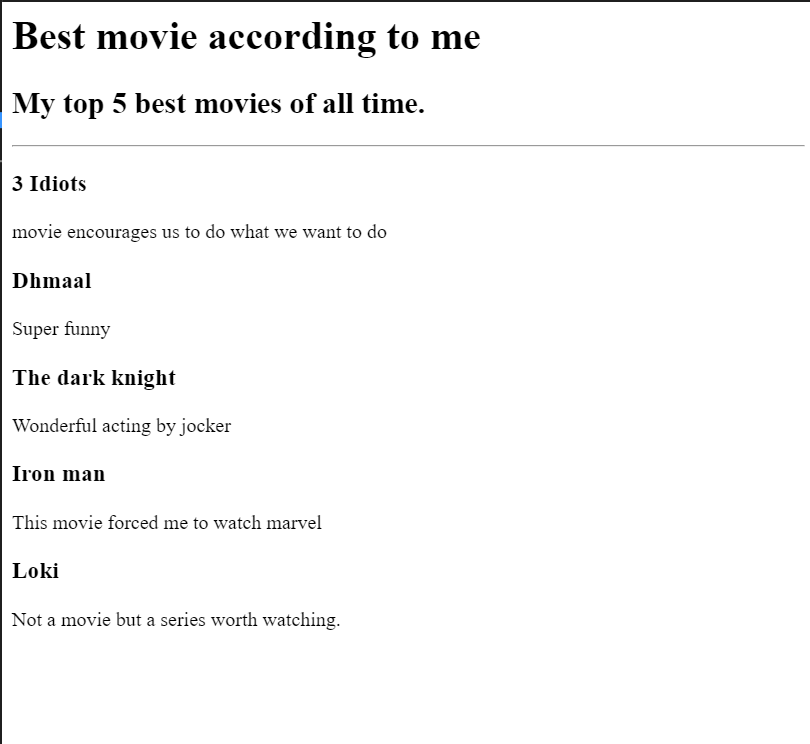 Best movie according to me
My top 5 best movies of all time.
3 Idiots
movie encourages us to do what we want to do
Dhmaal
Super funny
The dark knight
Wonderful acting by jocker
Iron man
This movie forced me to watch marvel
Loki
Not a movie but a series worth watching.